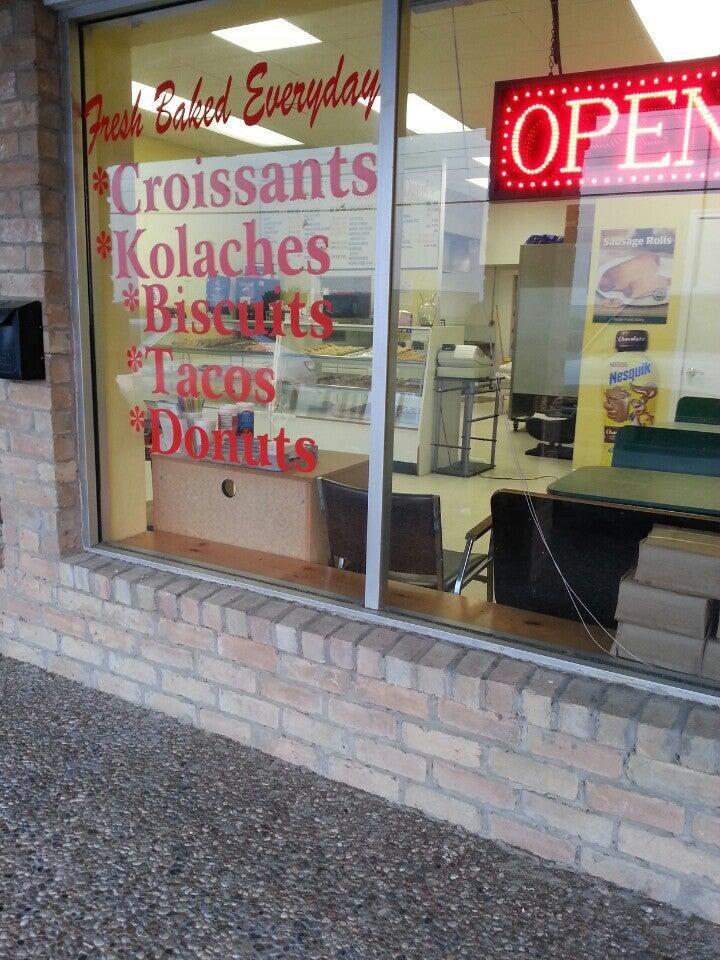 Fresh Baked Everyday
*Croissants
*Kolaches
*Biscuits
*Tacos
*Donuts
OPEN
Sausage Rolls
Chocolate
Nesquik